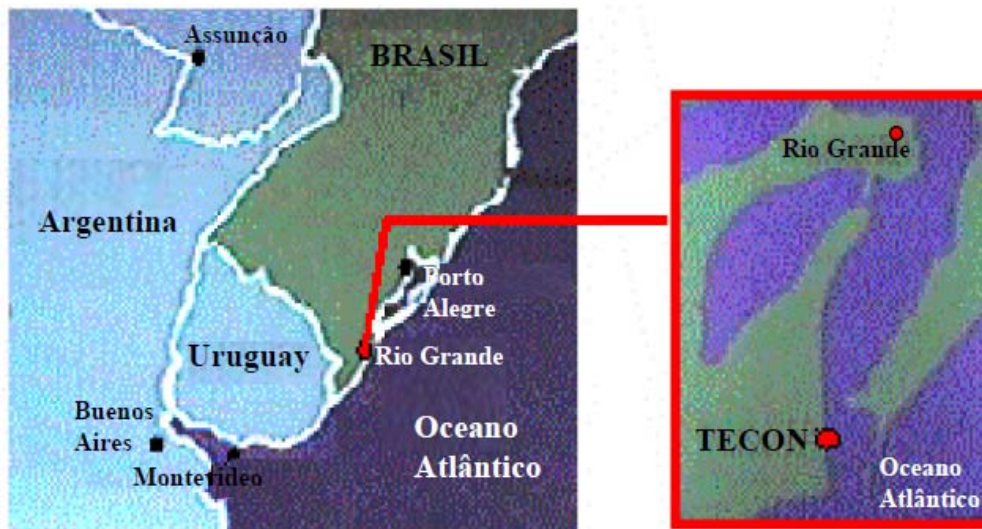 Assunção
BRASIL
Argentina
Porto
Alegre
Uruguay
Rio Grande
Buenos
Aires
Montevideo
Oceano
Atlântico
Rio Grande
TECON
Oceano
Atlântico